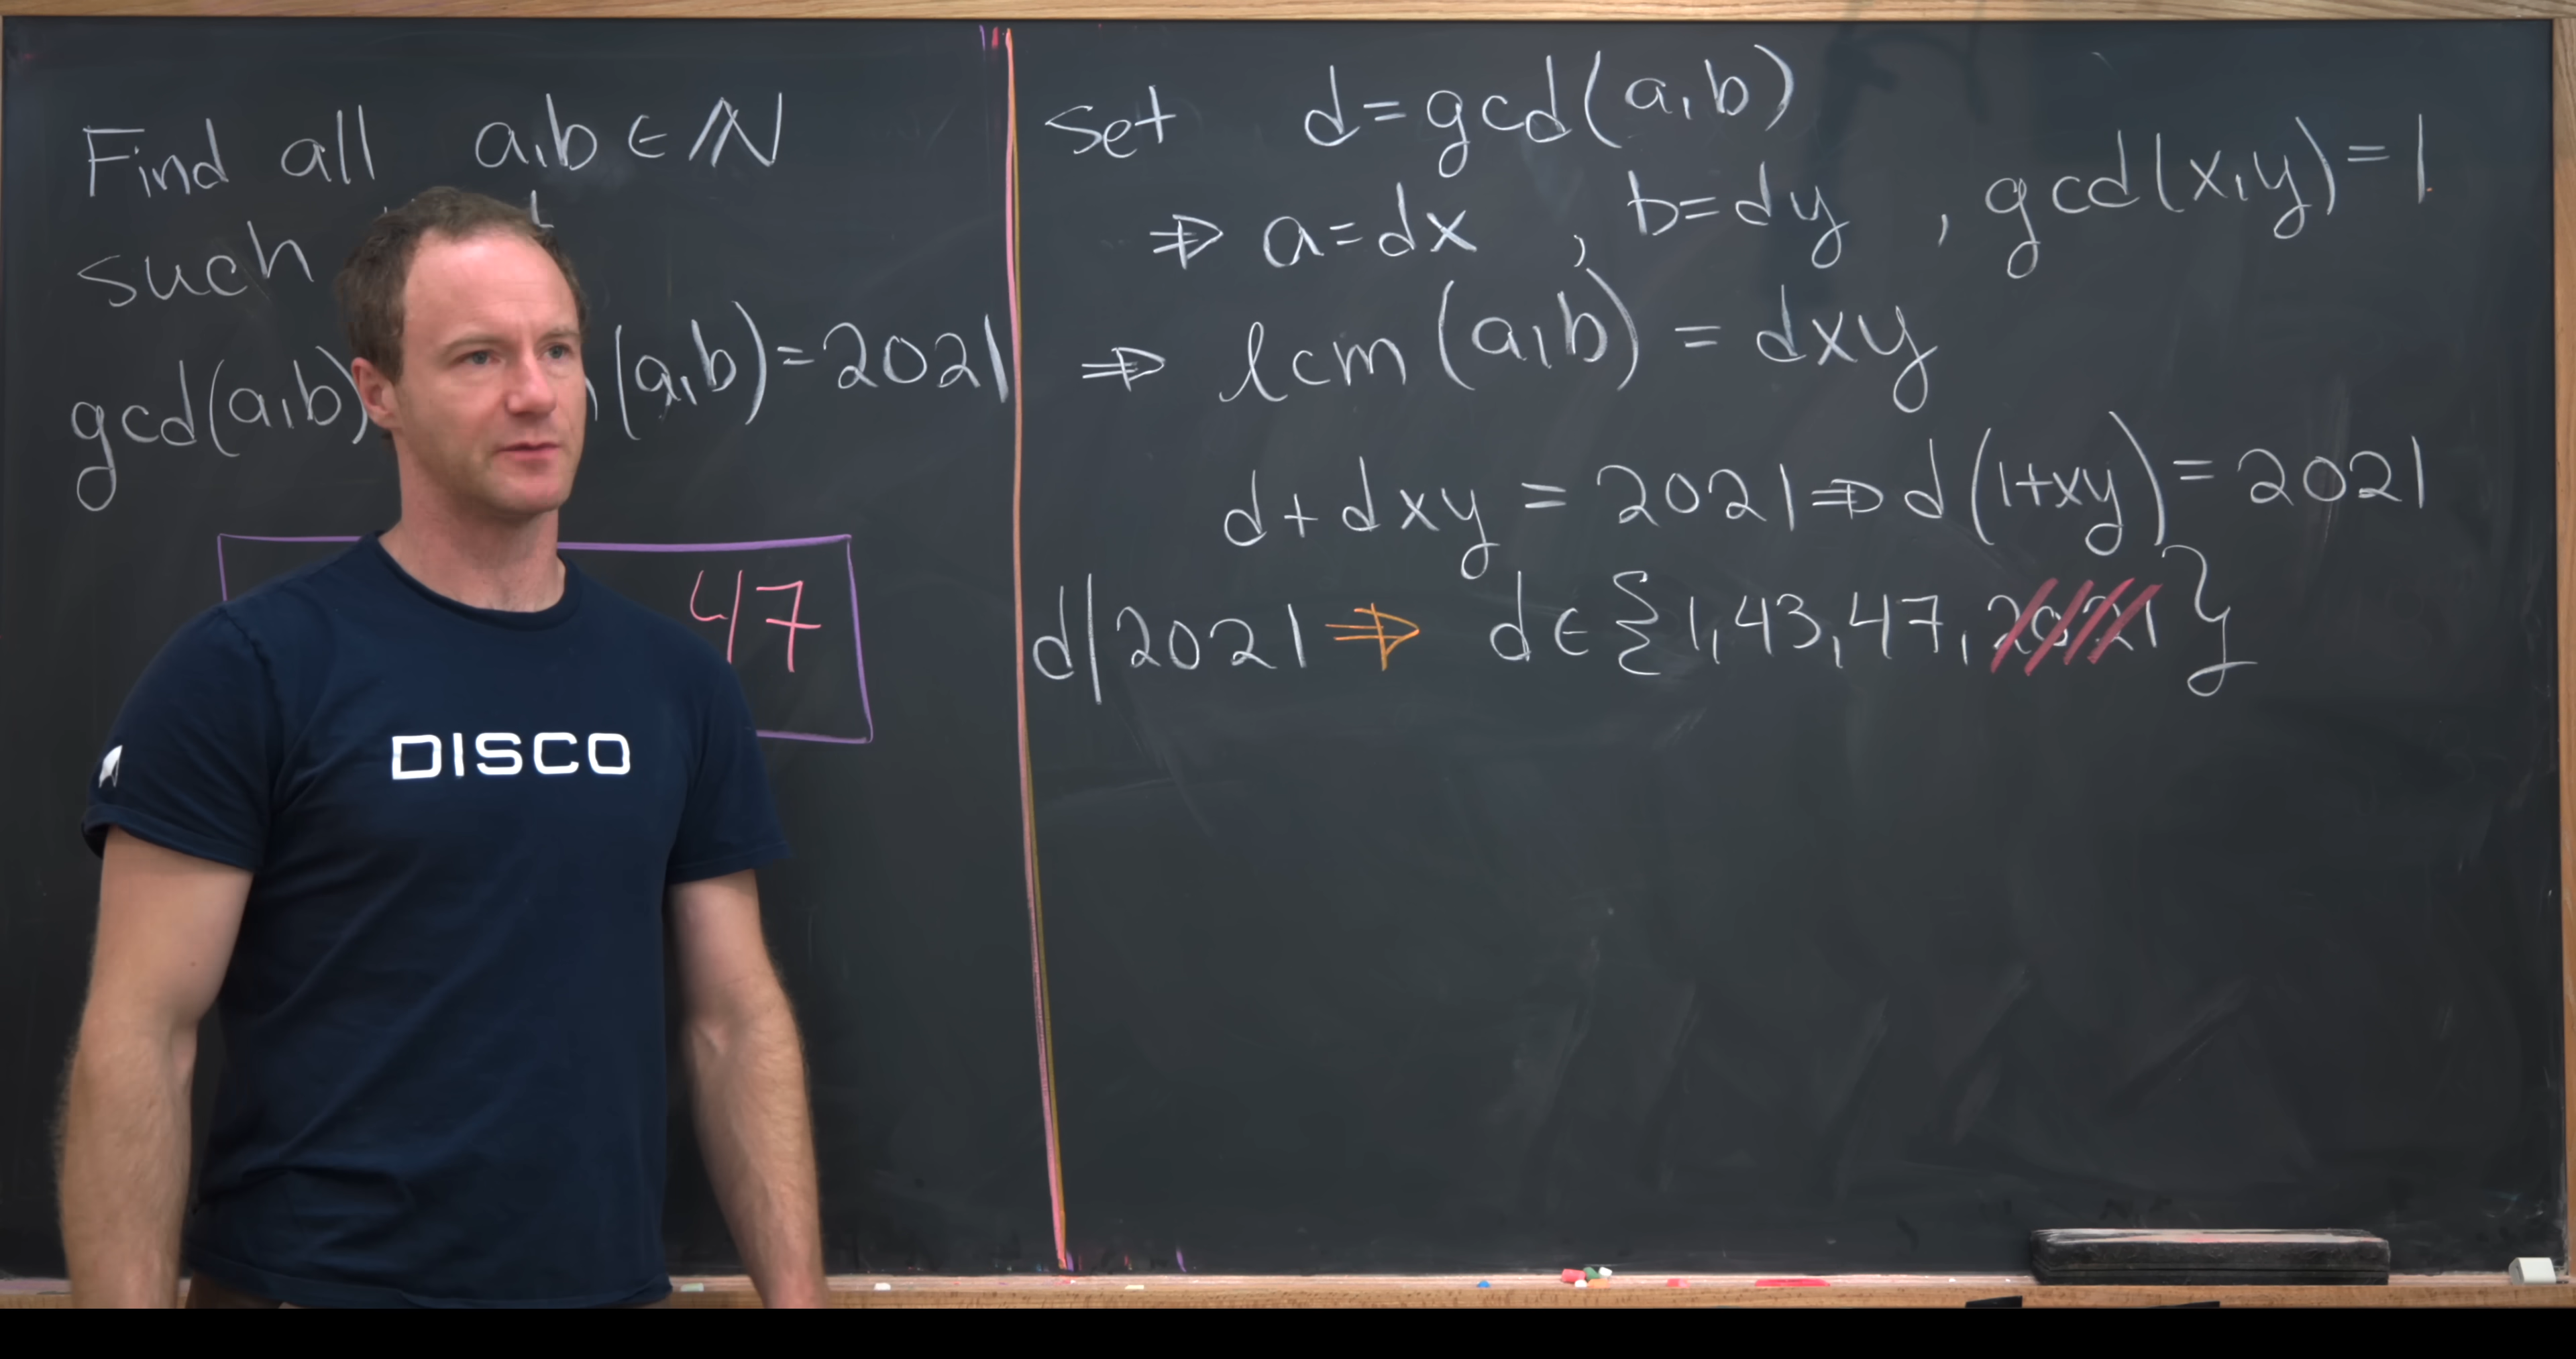 Find all a,b ∈ ℕ
such
gcd(a,b) (a,b)=2021
47
set d=gcd(a,b)
⇒ a=dx , b=dy , gcd(x,y)=1
⇒ lcm(a,b) = dxy
d+dxy = 2021 ⇒ d(1+xy) = 2021
d|2021 ⇒ d ∈ {1,43,47,2021}
DISCO